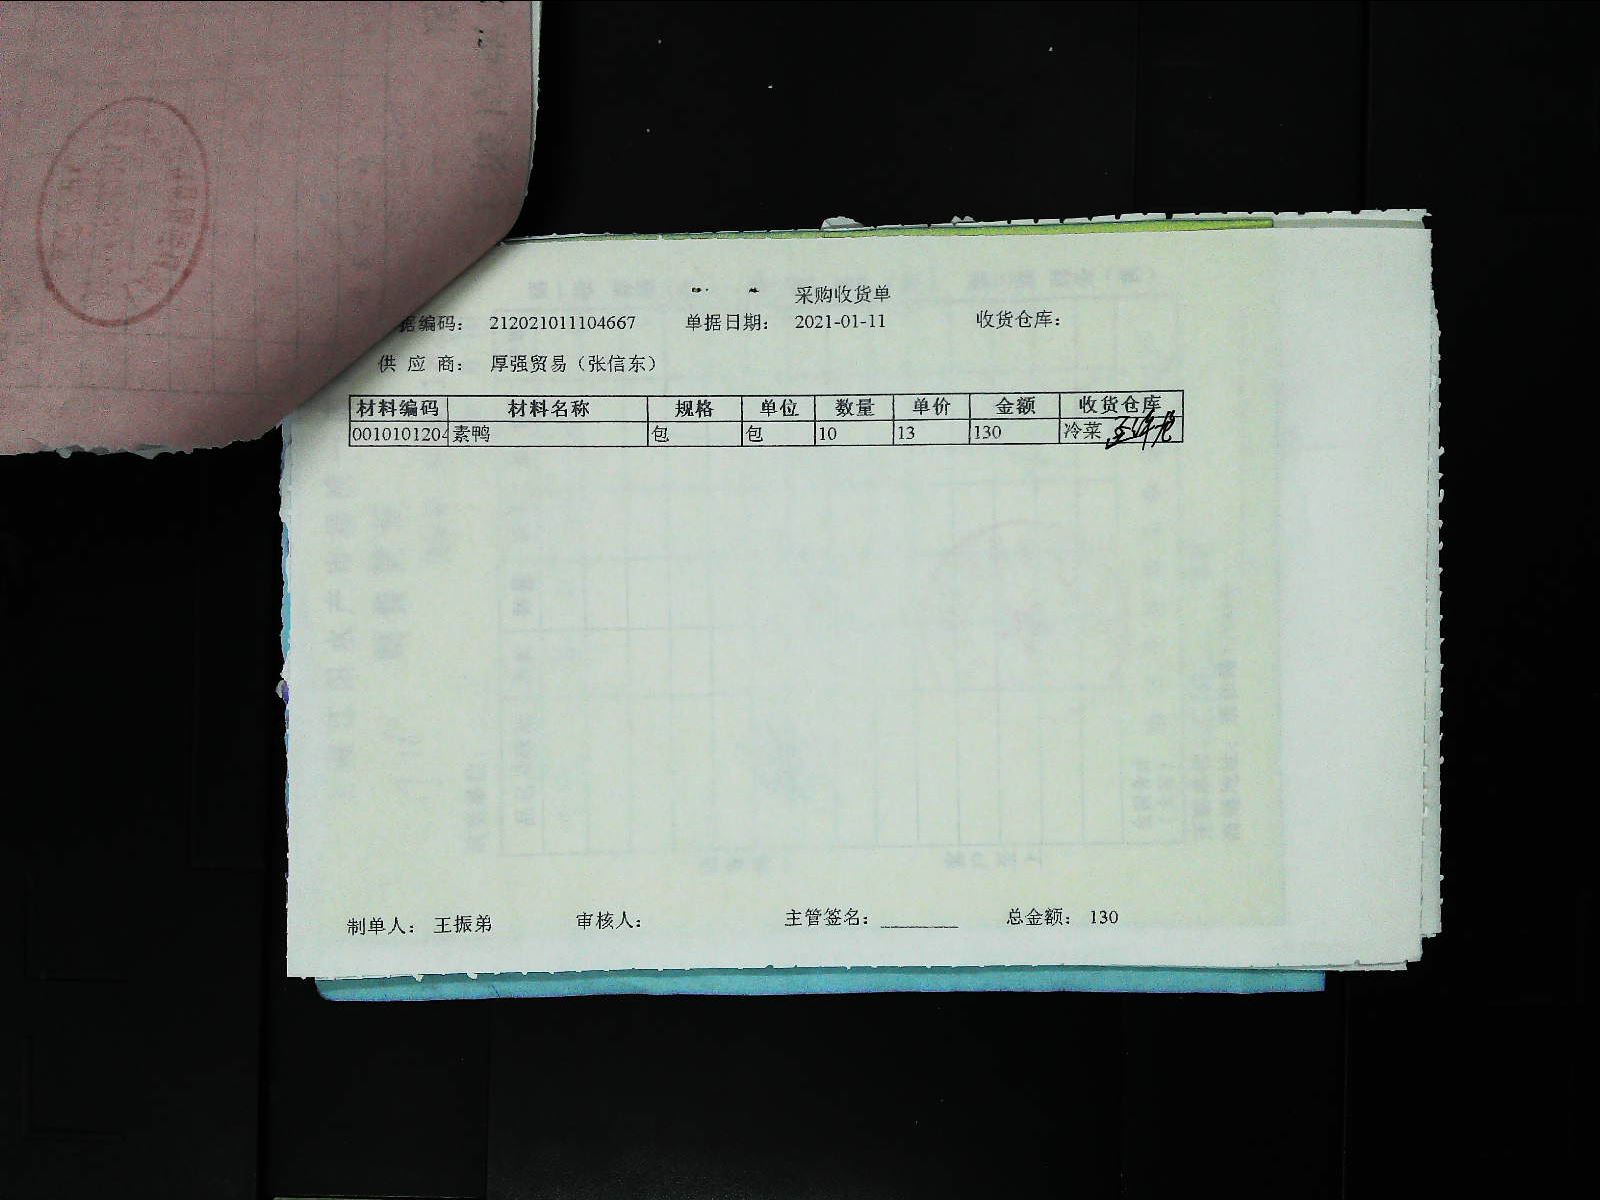 采购收货单
据编码： 212021011104667 单据日期： 2021-01-11 收货仓库：
供应商： 厚强贸易（张信东）
材料编码 材料名称 规格 单位 数量 单价 金额 收货仓库
0010101204 素鸭 包 包 10 13 130 冷菜
制单人： 王振弟 审核人： 主管签名： 总金额： 130